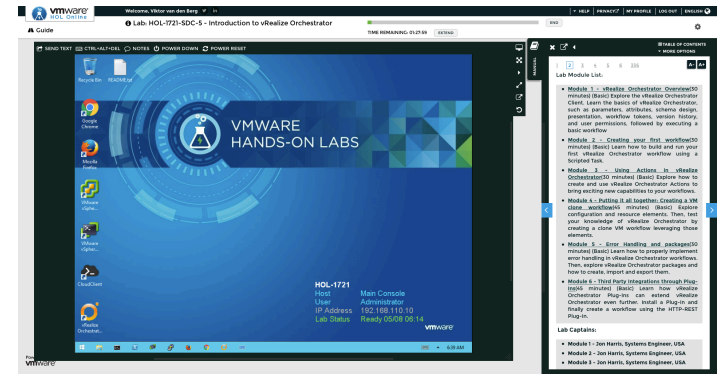 vmware
HOL Online
Welcome, Viktor van den Berg
HELP
PRIVACY
MY PROFILE
LOG OUT
ENGLISH
Lab: HOL-1721-SDC-5 - Introduction to vRealize Orchestrator
TIME REMAINING: 01:27:59
EXTEND
END
Guide
SEND TEXT
CTRL+ALT+DEL
NOTES
POWER DOWN
POWER RESET
Recycle Bin
README.txt
Google
Chrome
Mozilla
Firefox
VMware
vSphe...
VMware
vSphe...
CloudClient
vRealize
Orchestrat...
VMWARE
HANDS-ON LABS
HOL-1721
Host Main Console
User Administrator
IP Address 192.168.110.10
Lab Status Ready 05/08 06:14
vmware
6:39 AM
MANUAL
TABLE OF CONTENTS
MORE OPTIONS
1 2 3 4 5 6 226
A- A+
Lab Module List:
Module 1 - vRealize Orchestrator Overview(30
minutes) (Basic) Explore the vRealize Orchestrator
Client. Learn the basics of vRealize Orchestrator,
such as parameters, attributes, schema design,
presentation, workflow tokens, version history,
and user permissions, followed by executing a
basic workflow
Module 2 - Creating your first workflow(30
minutes) (Basic) Learn how to build and run your
first vRealize Orchestrator workflow using a
Scripted Task.
Module 3 - Using Actions in vRealize
Orchestrator(30 minutes) (Basic) Explore how to
create and use vRealize Orchestrator Actions to
bring exciting new capabilities to your workflows.
Module 4 - Putting it all together: Creating a VM
clone workflow(45 minutes) (Basic) Explore
configuration and resource elements. Then, test
your knowledge of vRealize Orchestrator by
creating a clone VM workflow leveraging those
elements.
Module 5 - Error Handling and packages(30
minutes) (Basic) Learn how to properly implement
error handling in vRealize Orchestrator workflows.
Then, explore vRealize Orchestrator packages and
how to create, import and export them.
Module 6 - Third Party Integrations through Plug-
ins(45 minutes) (Basic) Learn how vRealize
Orchestrator Plug-Ins can extend vRealize
Orchestrator even further. Install a Plug-in and
finally create a workflow using the HTTP-REST
Plug-in.
Lab Captains:
Module 1 - Jon Harris, Systems Engineer, USA
Module 2 - Jon Harris, Systems Engineer, USA
Module 3 - Jon Harris, Systems Engineer, USA
vmware